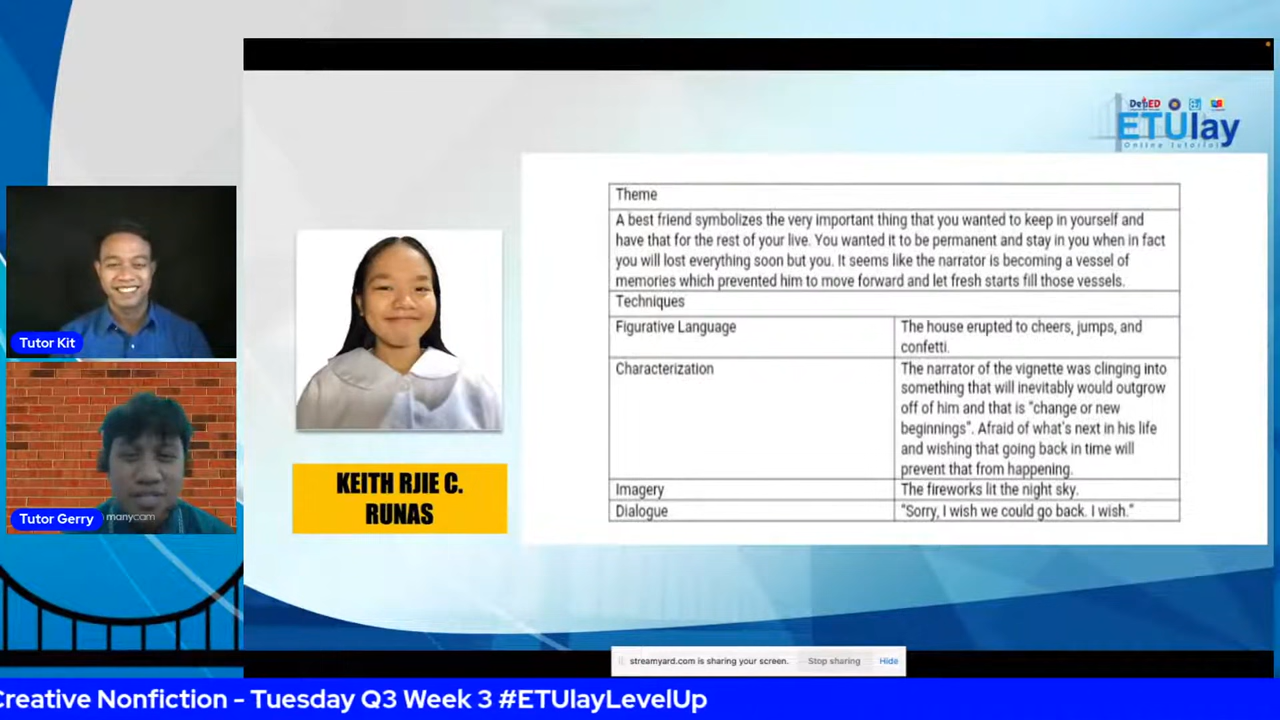 DepED
ETUlay
Online Tutorial
Theme
A best friend symbolizes the very important thing that you wanted to keep in yourself and
have that for the rest of your live. You wanted it to be permanent and stay in you when in fact
you will lost everything soon but you. It seems like the narrator is becoming a vessel of
memories which prevented him to move forward and let fresh starts fill those vessels.
Techniques
Figurative Language
The house erupted to cheers, jumps, and
confetti.
Characterization
The narrator of the vignette was clinging into
something that will inevitably would outgrow
off of him and that is "change or new
beginnings". Afraid of what's next in his life
and wishing that going back in time will
prevent that from happening.
Imagery
The fireworks lit the night sky.
Dialogue
"Sorry, I wish we could go back. I wish."
KEITH RJIE C.
RUNAS
Tutor Kit
Tutor Gerry
manycam
streamyard.com is sharing your screen.
Stop sharing
Hide
Creative Nonfiction - Tuesday Q3 Week 3 #ETUlayLevelUp